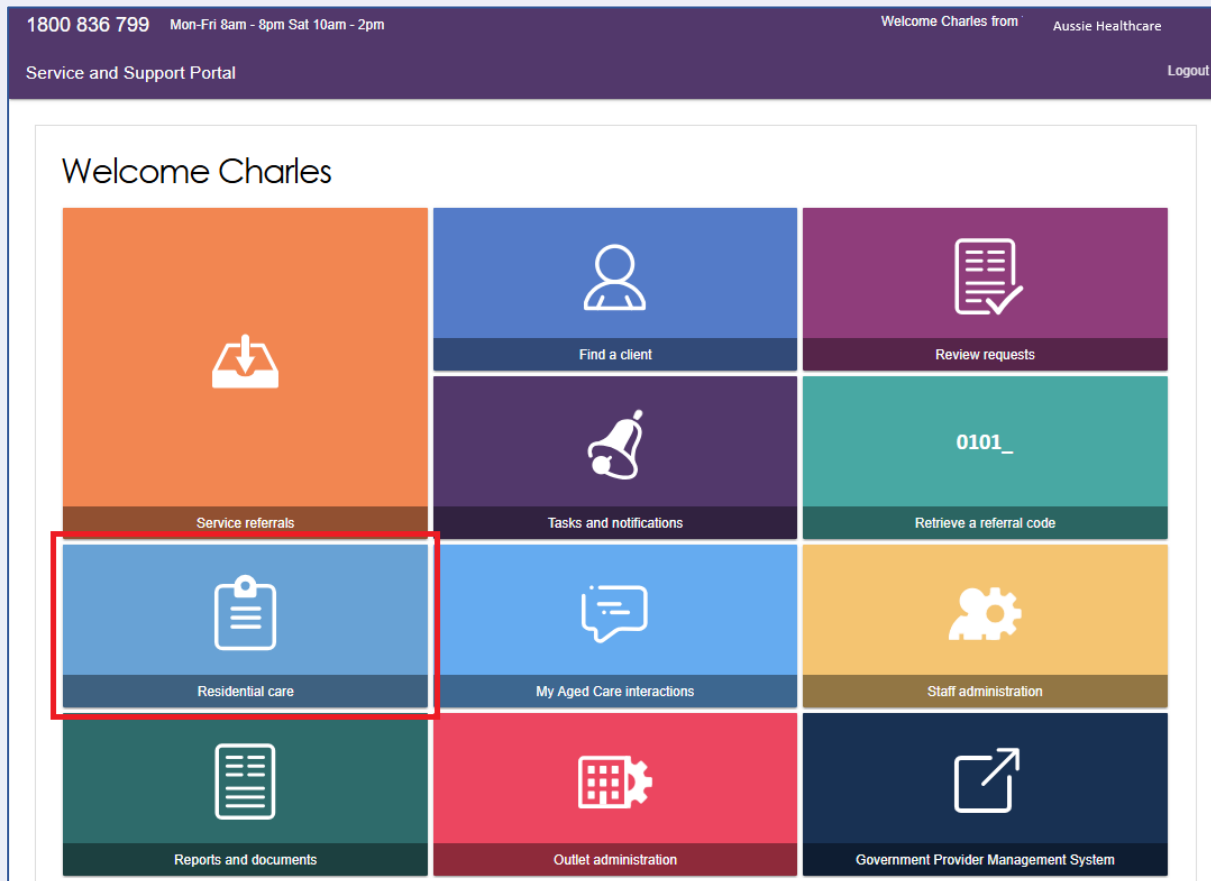 1800 836 799 Mon-Fri 8am - 8pm Sat 10am - 2pm Welcome Charles from Aussie Healthcare
Service and Support Portal Logout
Welcome Charles
Find a client Review requests
0101_
Service referrals Tasks and notifications Retrieve a referral code
Residential care My Aged Care interactions Staff administration
Reports and documents Outlet administration Government Provider Management System